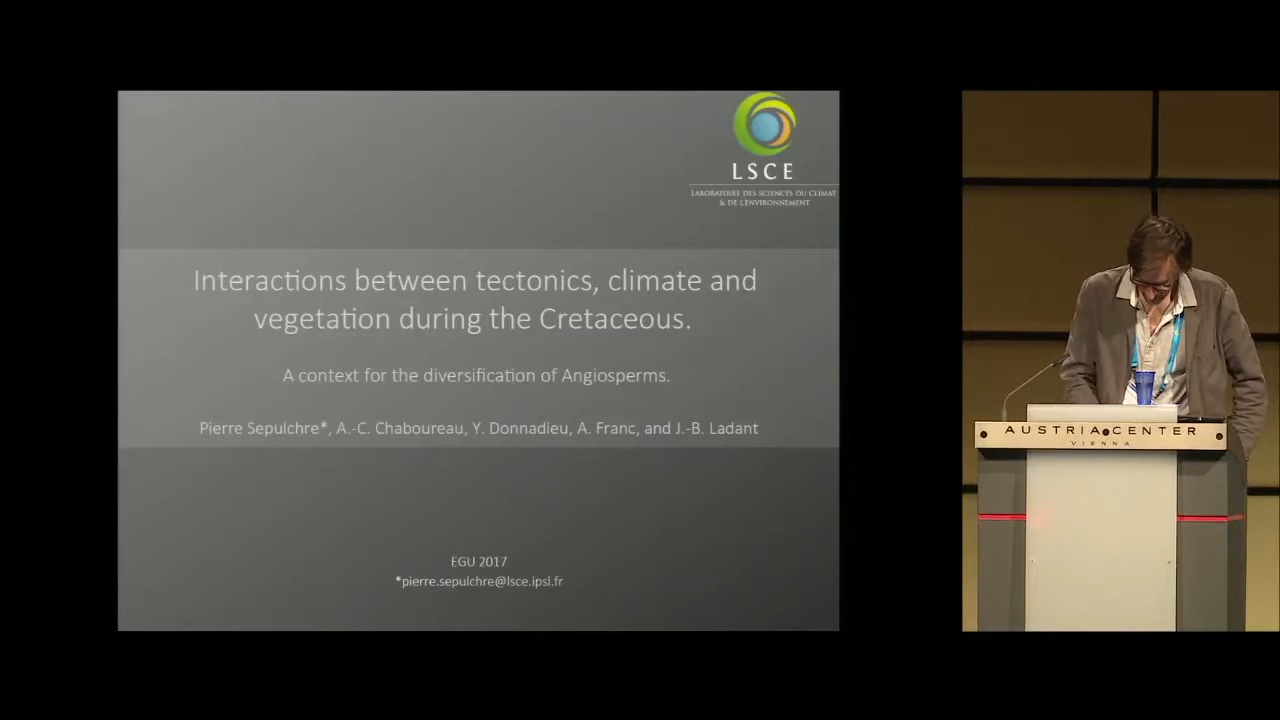 LSCE
LABORATOIRE DES SCIENCES DU CLIMAT
& DE L'ENVIRONNEMENT
Interactions between tectonics, climate and
vegetation during the Cretaceous.
A context for the diversification of Angiosperms.
Pierre Sepulchre*, A.-C. Chaboureau, Y. Donnadieu, A. Franc, and J.-B. Ladant
EGU 2017
*pierre.sepulchre@lsce.ipsl.fr
AUSTRIA CENTER
VIENNA